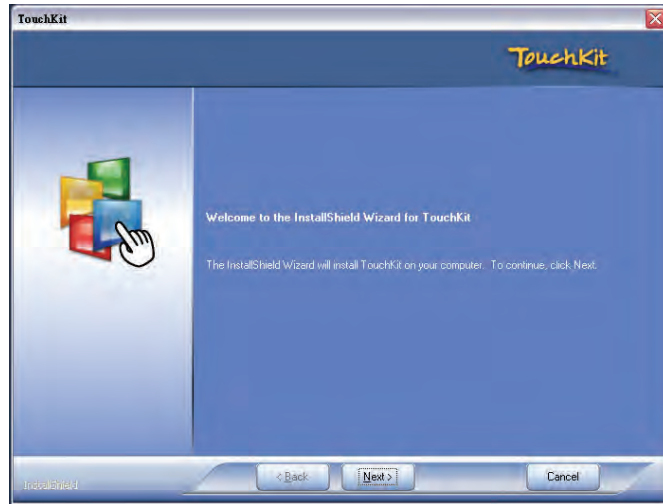 TouchKit
TouchKit
Welcome to the InstallShield Wizard for TouchKit
The InstallShield Wizard will install TouchKit on your computer. To continue, click Next.
InstallShield
< Back
Next >
Cancel